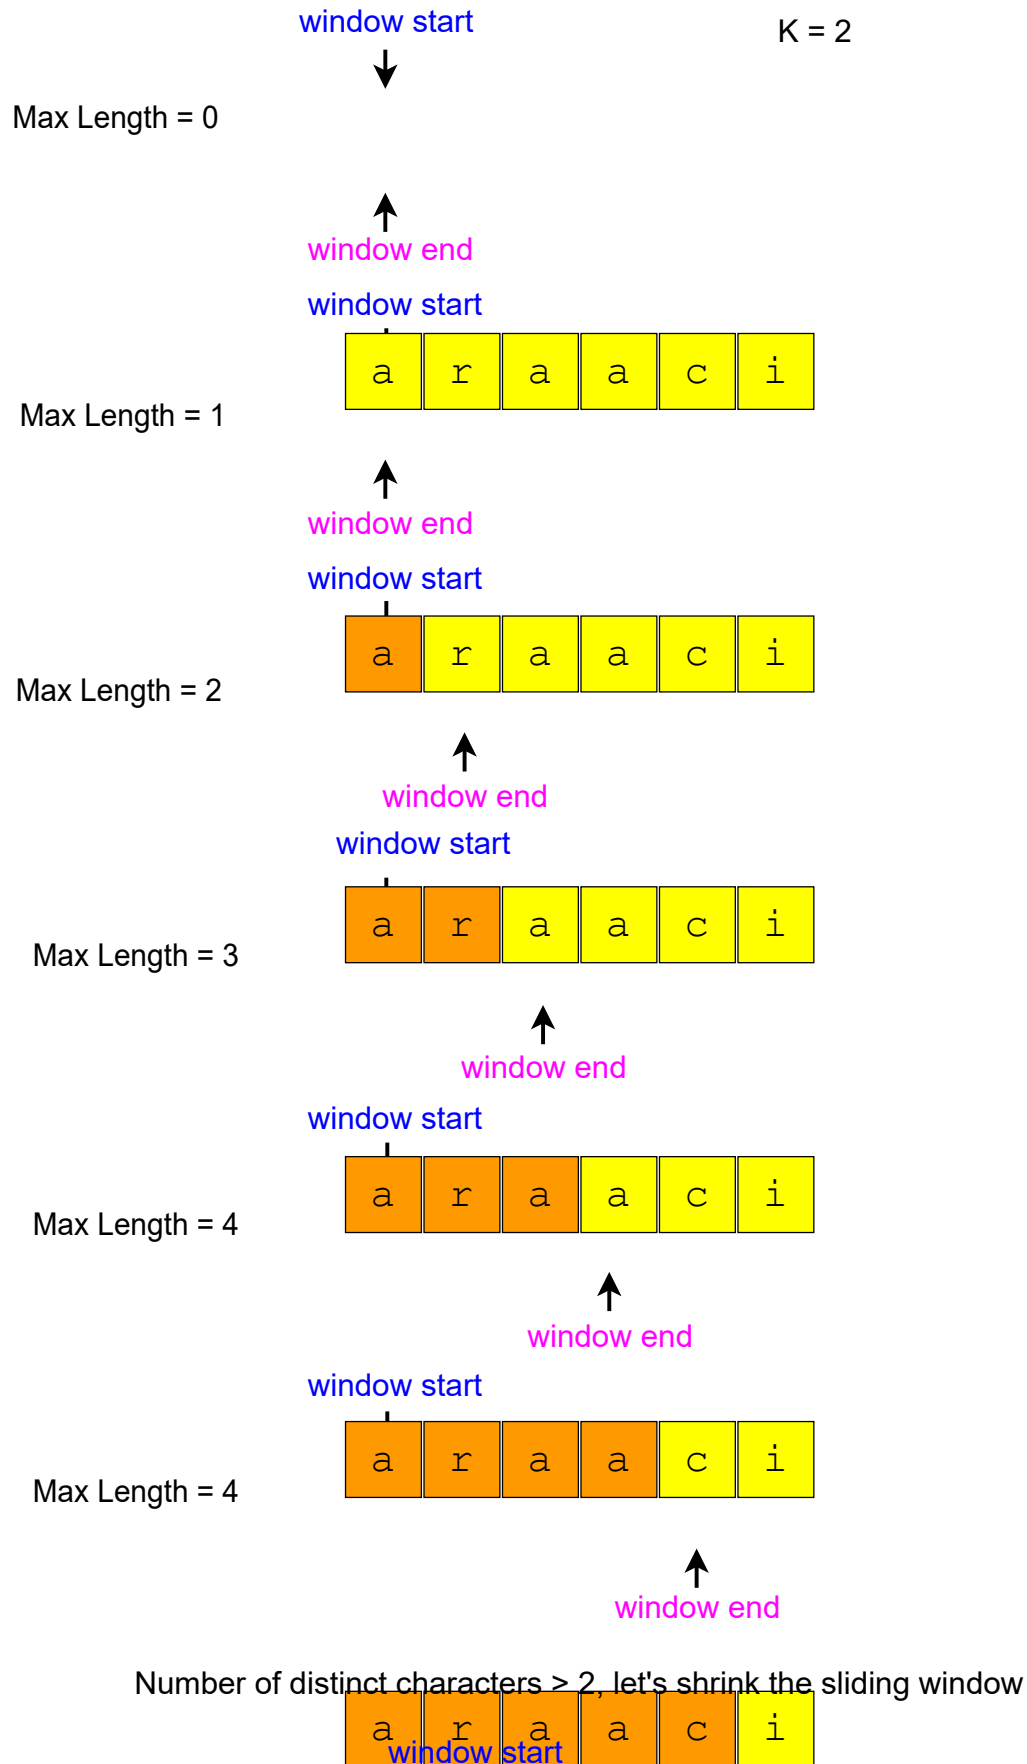 window start
K = 2
Max Length = 0
window end
window start
a r a a c i
Max Length = 1
window end
window start
a r a a c i
Max Length = 2
window end
window start
a r a a c i
Max Length = 3
window end
window start
a r a a c i
Max Length = 4
window end
window start
a r a a c i
Max Length = 4
window end
Number of distinct characters > 2, let's shrink the sliding window
a r a a c i
window start